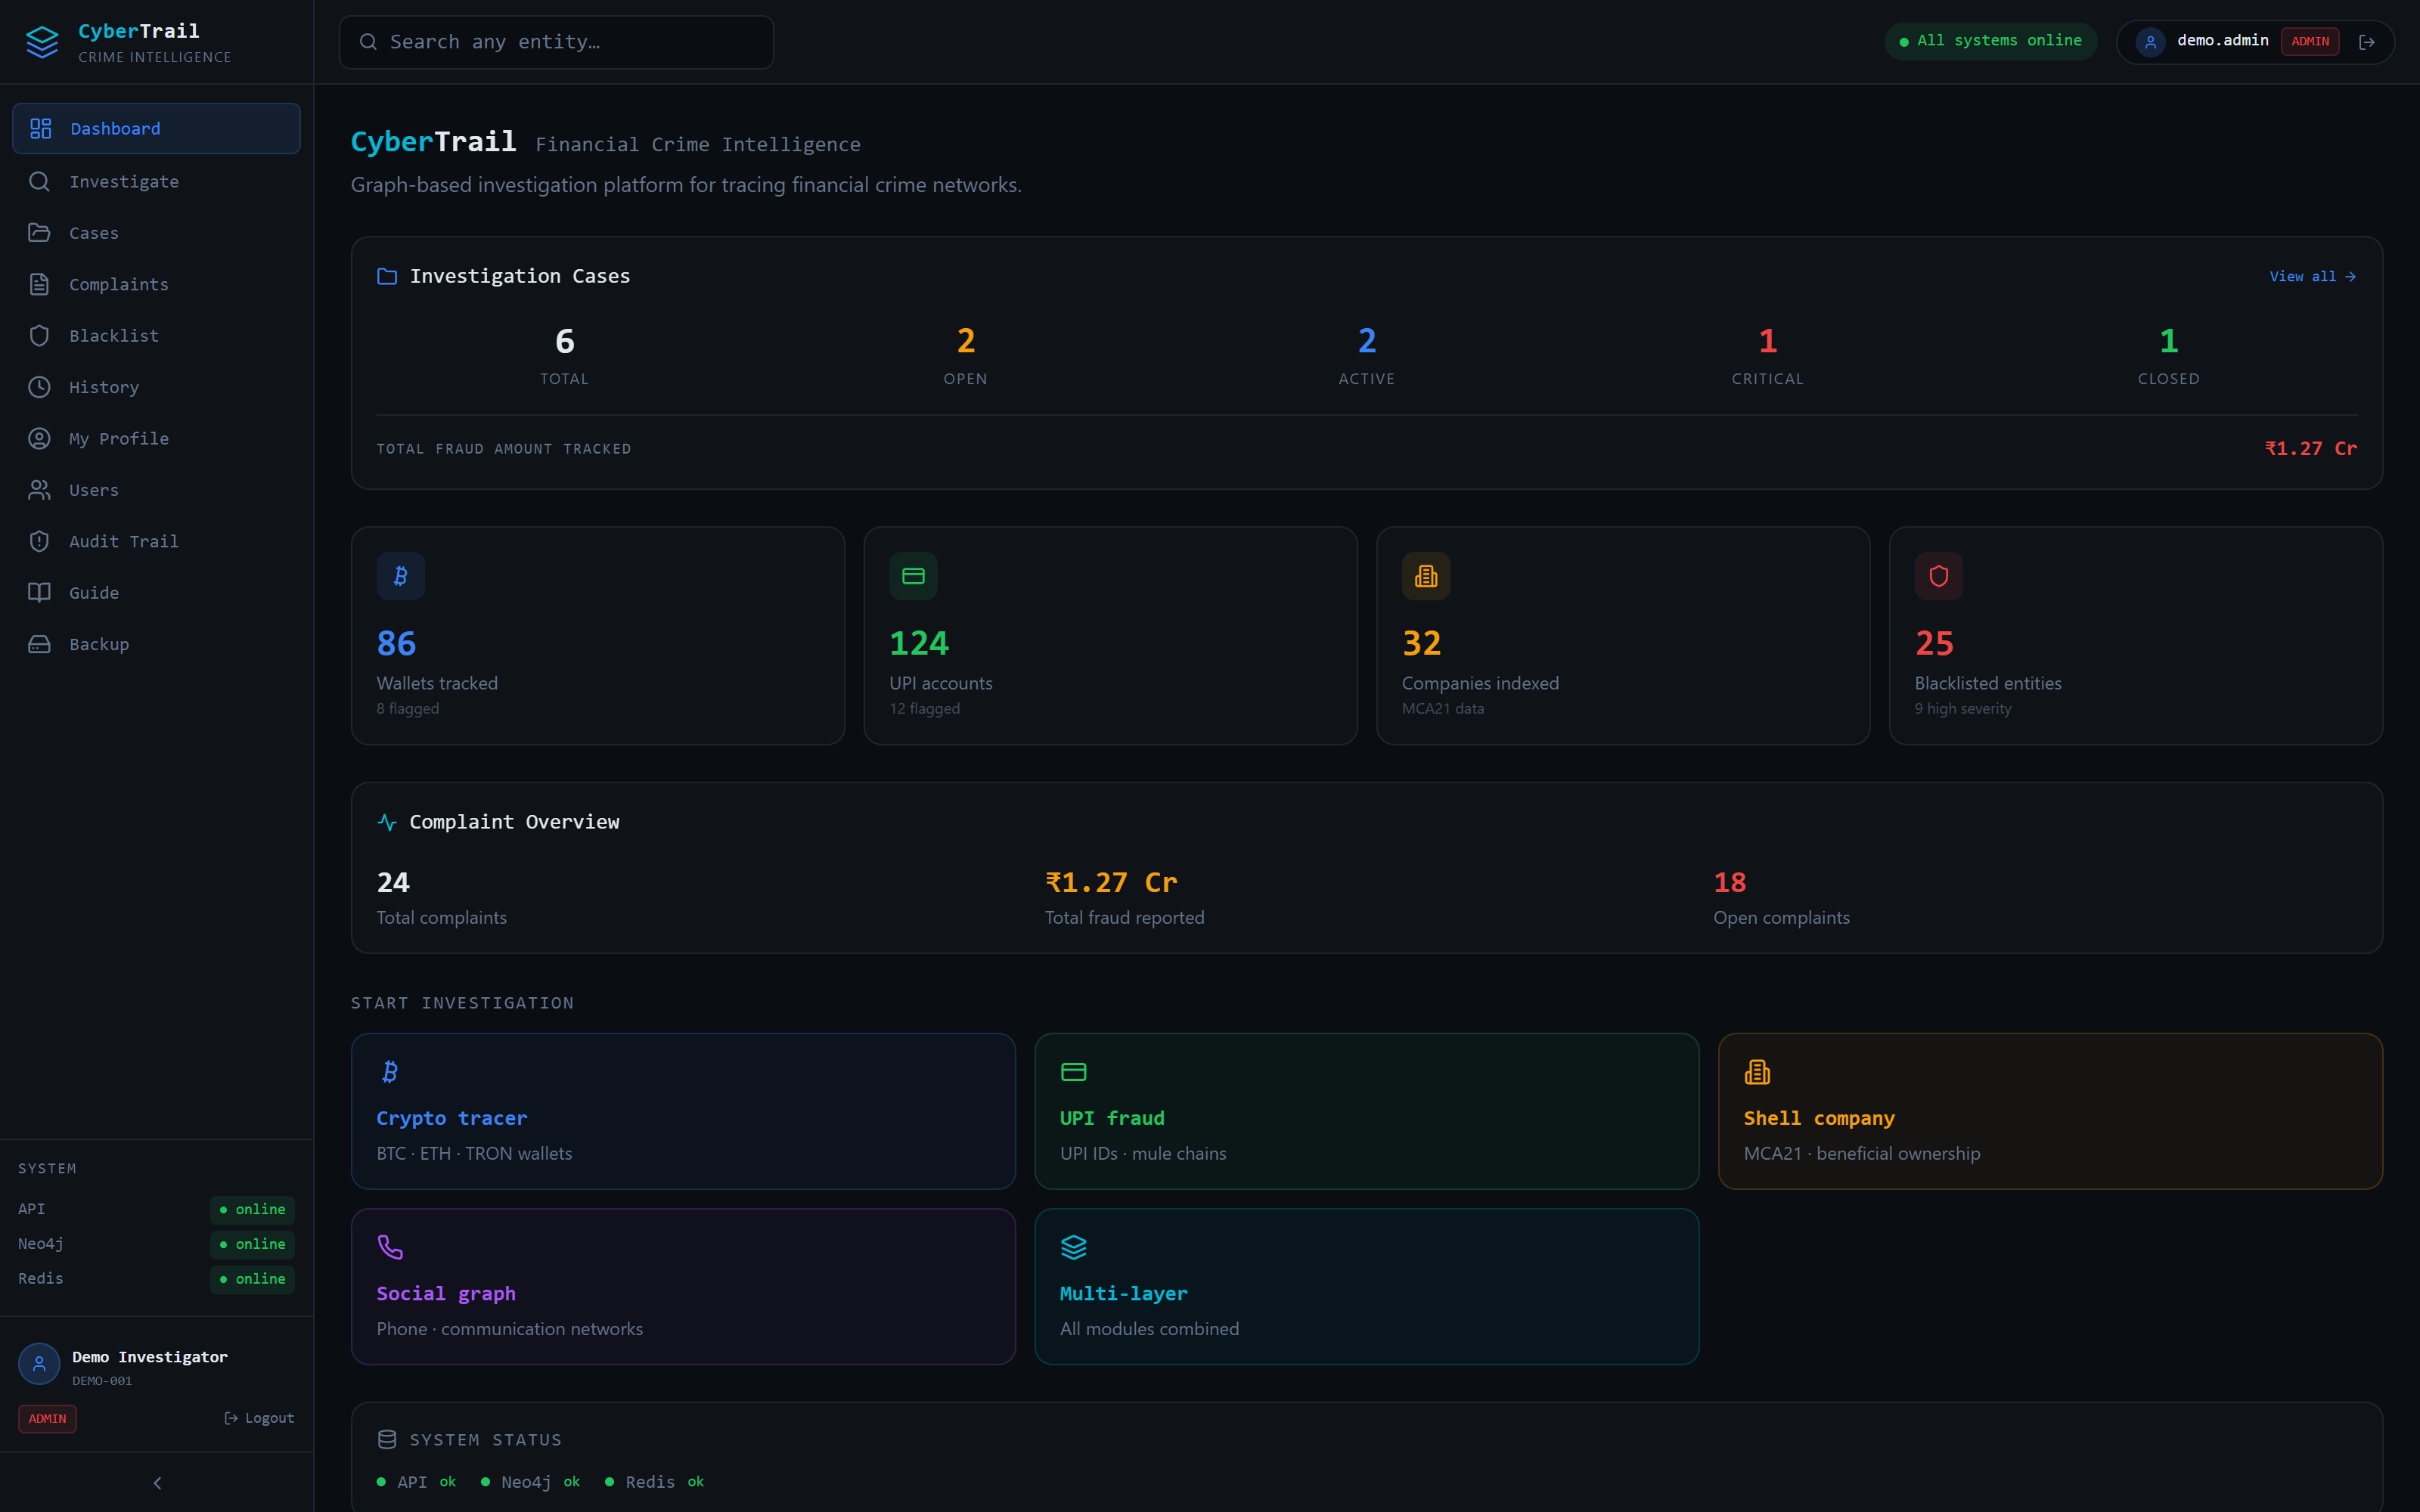 CyberTrail
CRIME INTELLIGENCE
Search any entity…
All systems online
demo.admin
ADMIN
Dashboard
Investigate
Cases
Complaints
Blacklist
History
My Profile
Users
Audit Trail
Guide
Backup
SYSTEM
API online
Neo4j online
Redis online
Demo Investigator
DEMO-001
ADMIN
Logout
CyberTrail Financial Crime Intelligence
Graph-based investigation platform for tracing financial crime networks.
Investigation Cases
View all →
6
TOTAL
2
OPEN
2
ACTIVE
1
CRITICAL
1
CLOSED
TOTAL FRAUD AMOUNT TRACKED
₹1.27 Cr
86
Wallets tracked
8 flagged
124
UPI accounts
12 flagged
32
Companies indexed
MCA21 data
25
Blacklisted entities
9 high severity
Complaint Overview
24
Total complaints
₹1.27 Cr
Total fraud reported
18
Open complaints
START INVESTIGATION
Crypto tracer
BTC · ETH · TRON wallets
UPI fraud
UPI IDs · mule chains
Shell company
MCA21 · beneficial ownership
Social graph
Phone · communication networks
Multi-layer
All modules combined
SYSTEM STATUS
API ok Neo4j ok Redis ok